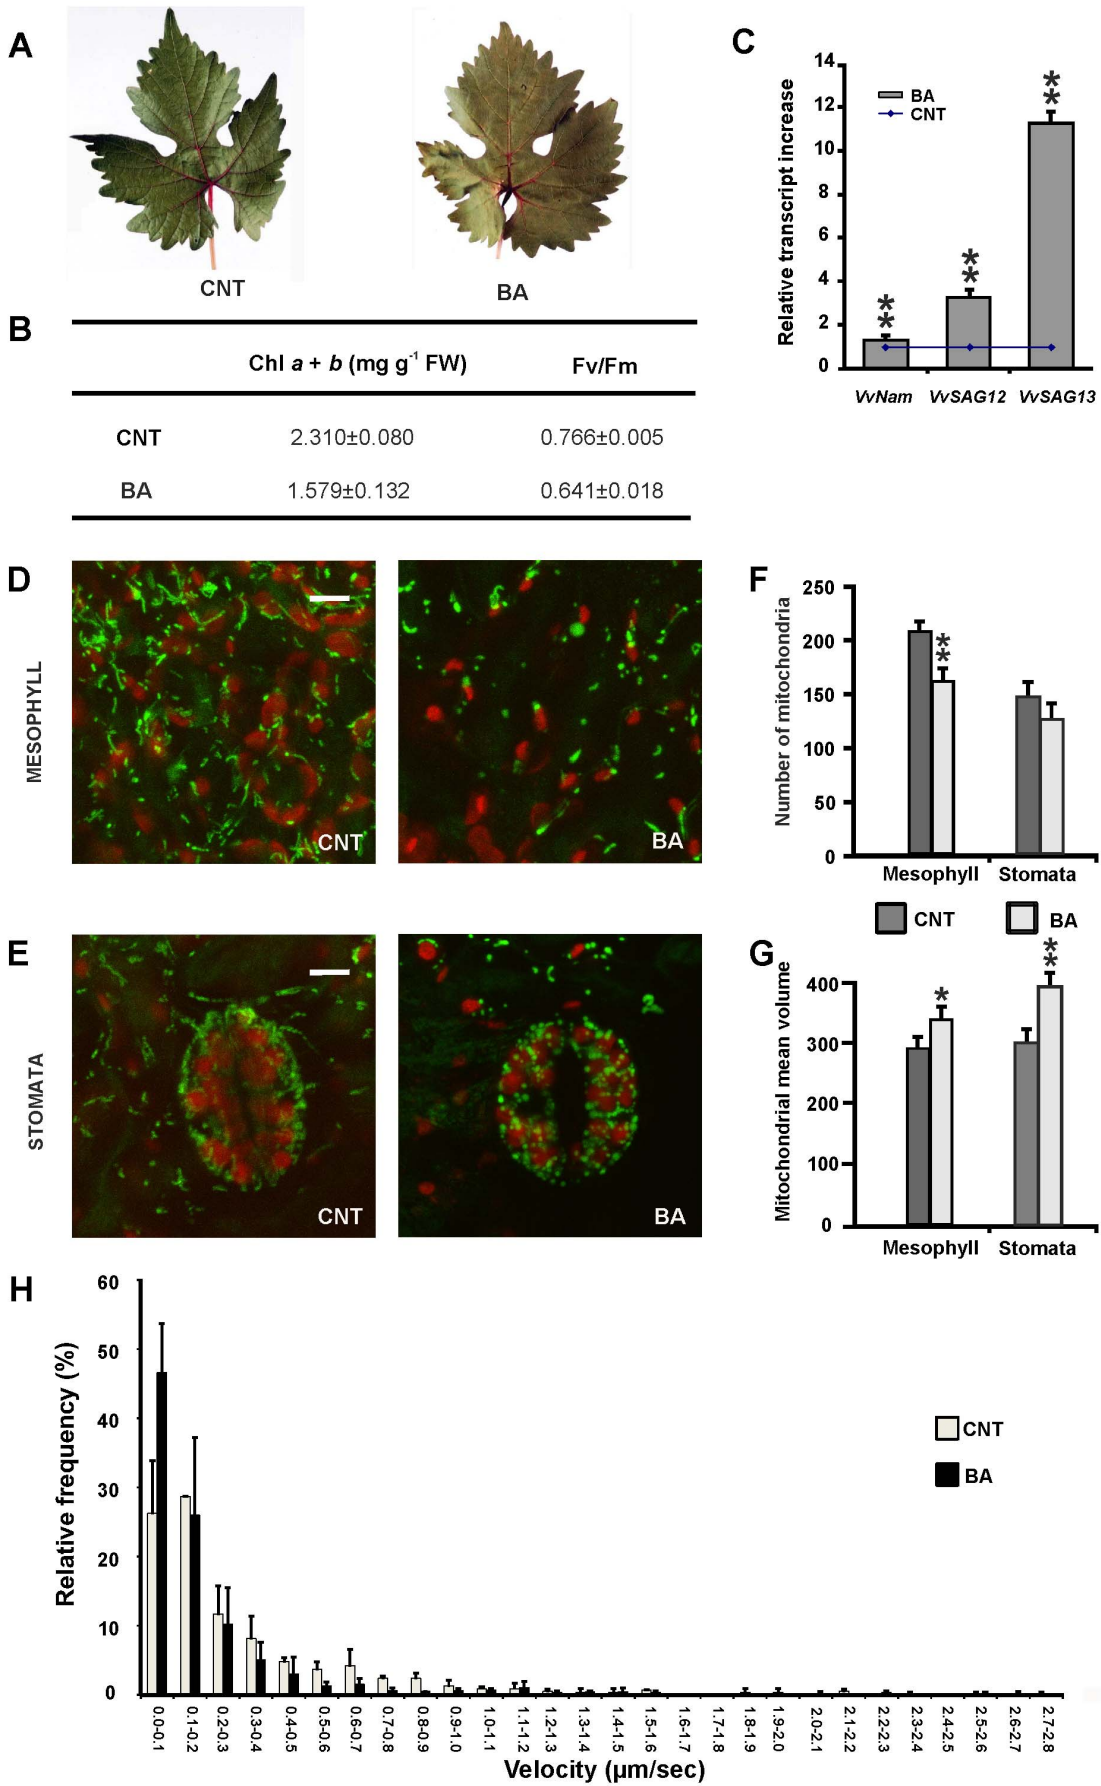 A
CNT
BA
B
Chl a + b (mg g⁻¹ FW) Fv/Fm
CNT 2.310±0.080 0.766±0.005
BA 1.579±0.132 0.641±0.018
C
Relative transcript increase
14
12
10
8
6
4
2
0
BA
CNT
**
**
**
VvNam VvSAG12 VvSAG13
D
MESOPHYLL
CNT
BA
E
STOMATA
CNT
BA
F
Number of mitochondria
250
200
150
100
50
0
**
Mesophyll Stomata
CNT BA
G
Mitochondrial mean volume
400
300
200
100
0
*
**
Mesophyll Stomata
H
Relative frequency (%)
60
50
40
30
20
10
0
CNT
BA
0.0-0.1
0.1-0.2
0.2-0.3
0.3-0.4
0.4-0.5
0.5-0.6
0.6-0.7
0.7-0.8
0.8-0.9
0.9-1.0
1.0-1.1
1.1-1.2
1.2-1.3
1.3-1.4
1.4-1.5
1.5-1.6
1.6-1.7
1.7-1.8
1.8-1.9
1.9-2.0
2.0-2.1
2.1-2.2
2.2-2.3
2.3-2.4
2.4-2.5
2.5-2.6
2.6-2.7
2.7-2.8
Velocity (µm/sec)